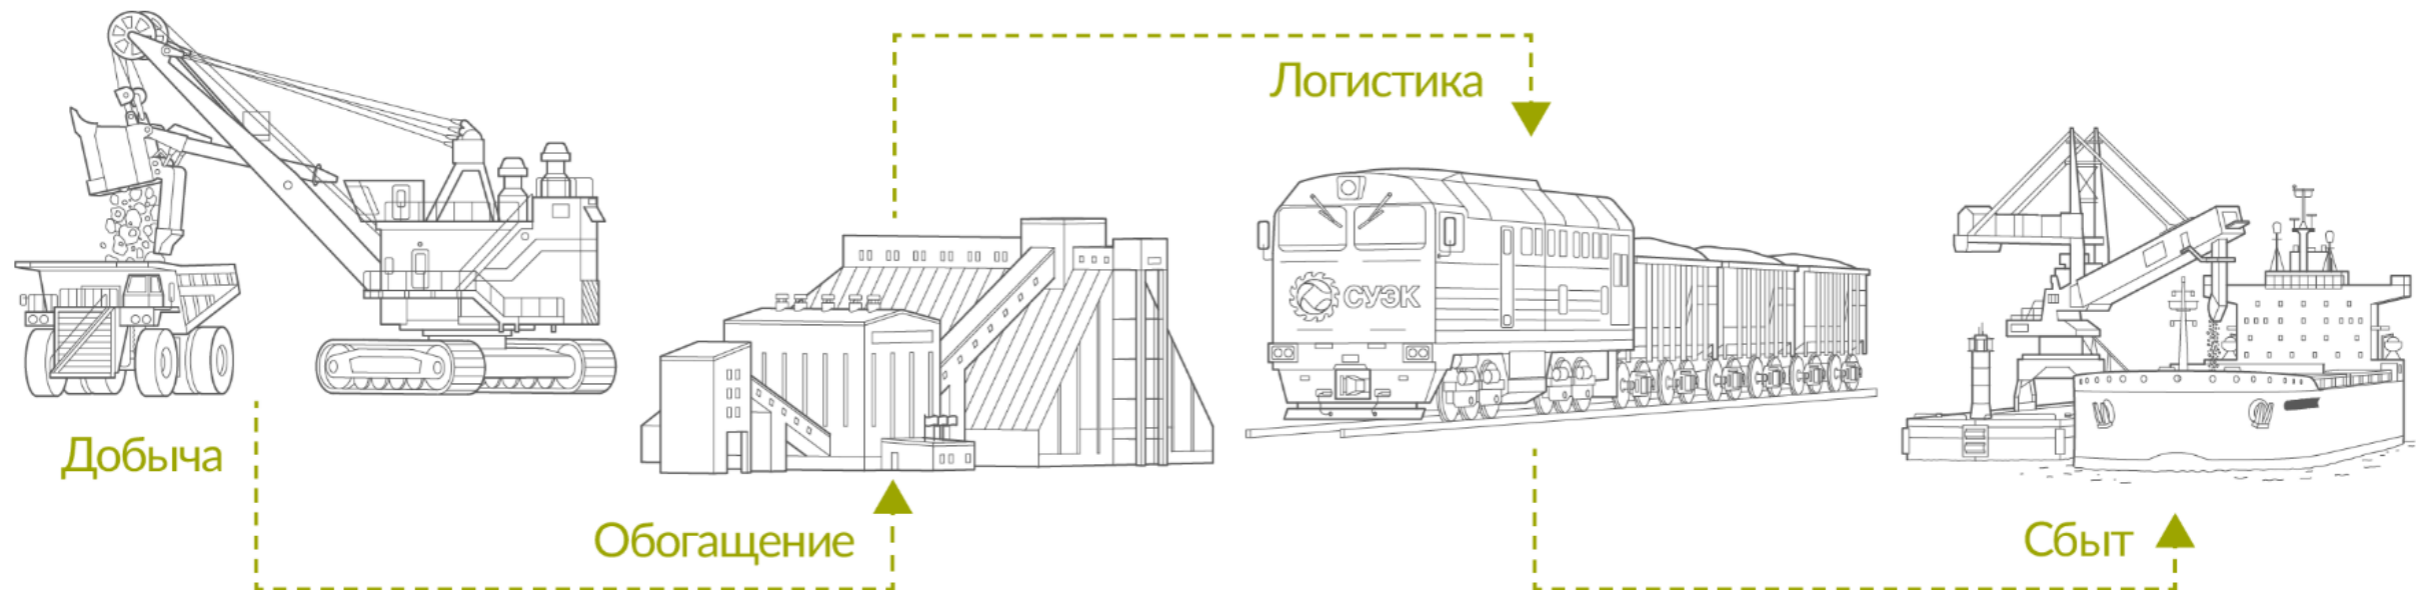 Логистика
СУЭК
Добыча
Обогащение
Сбыт